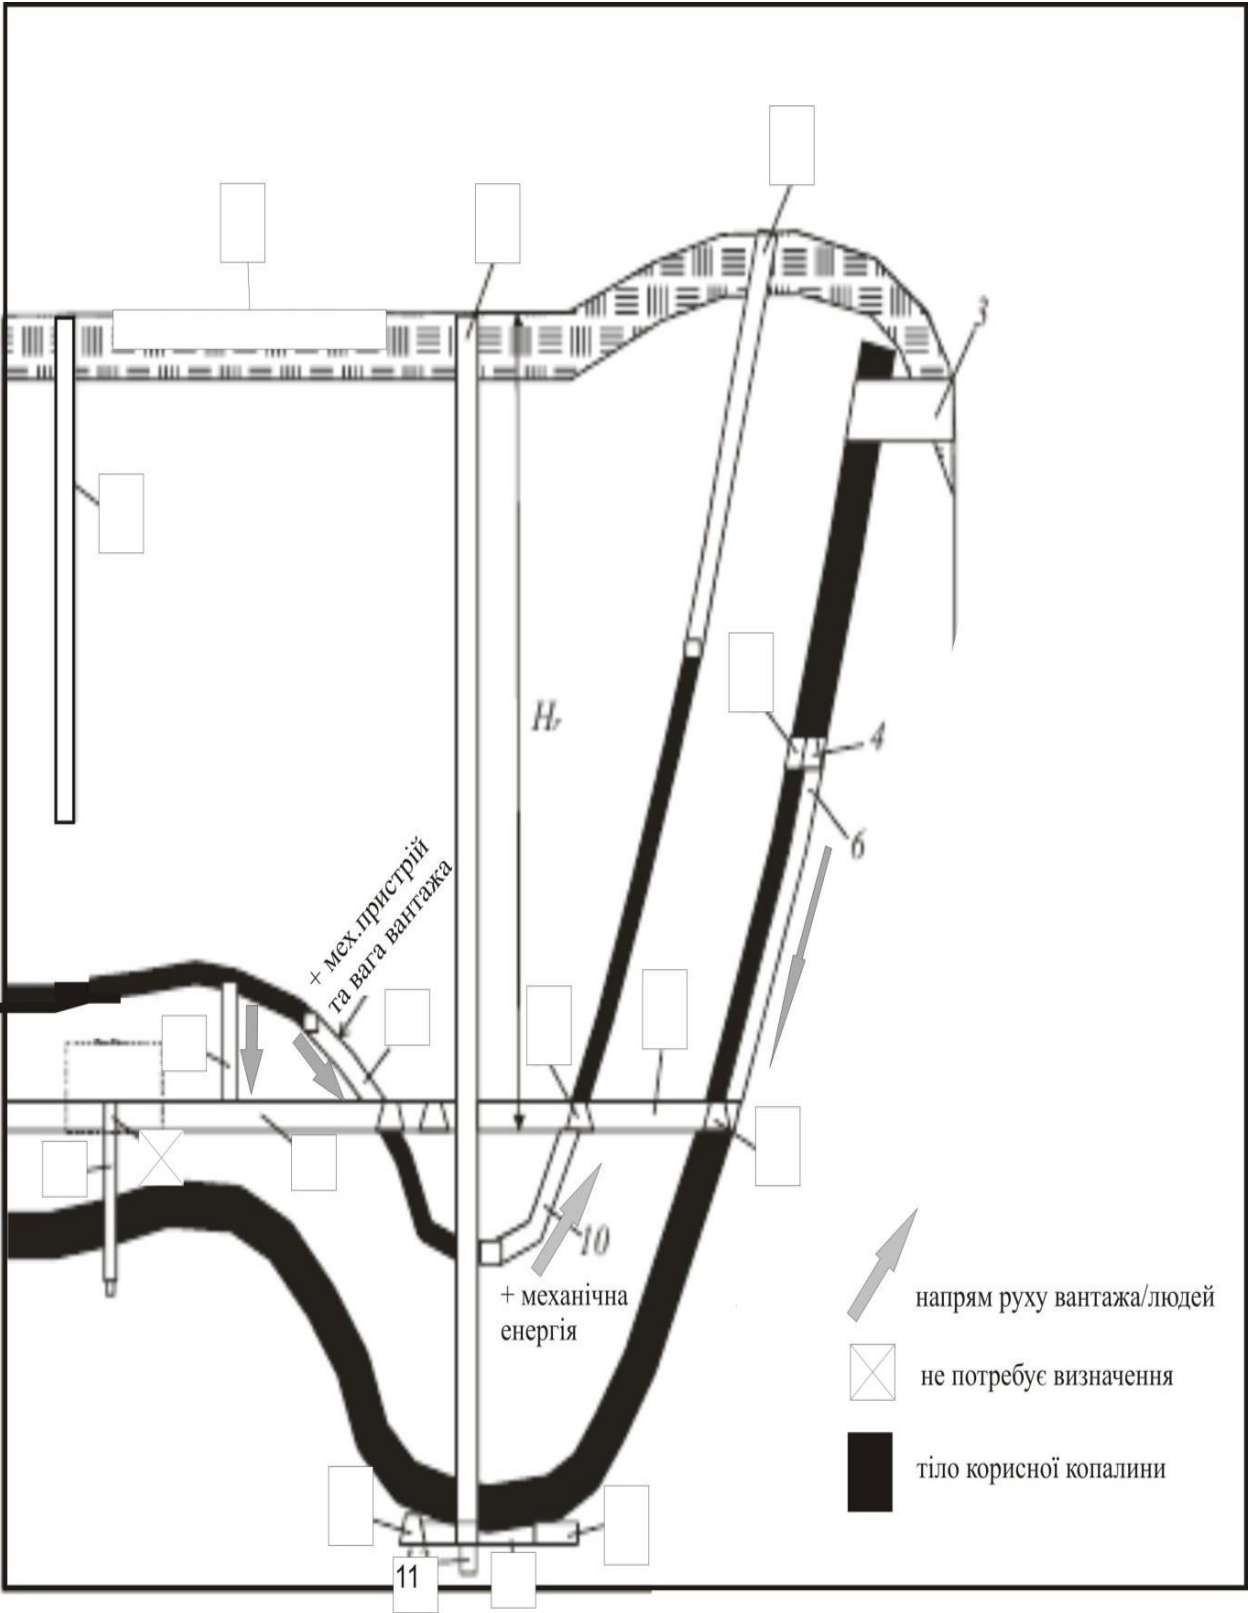 3
Hг
4
6
+ мех.пристрій
та вага вантажа
10
+ механічна
енергія
напрям руху вантажа/людей
не потребує визначення
тіло корисної копалини
11